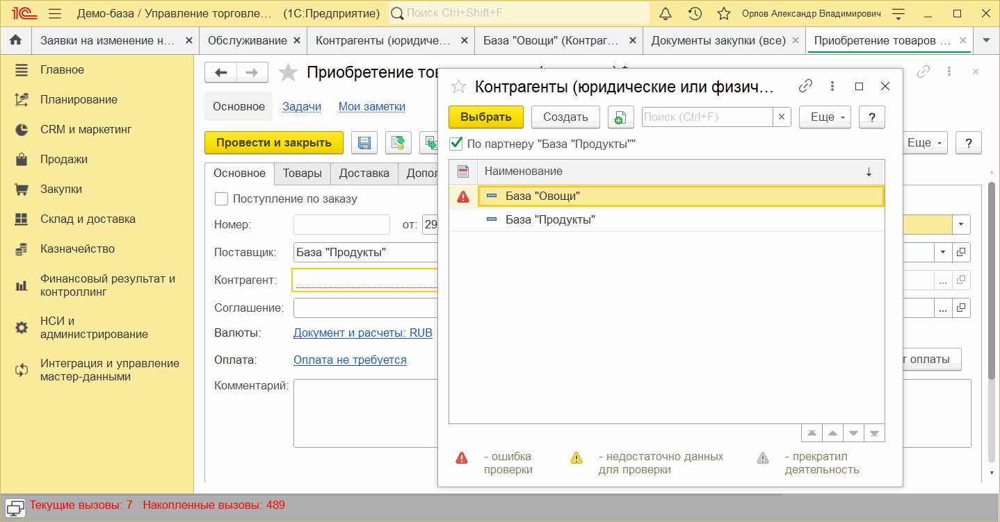 1С Демо-база / Управление торговле... (1С:Предприятие) Поиск Ctrl+Shift+F Орлов Александр Владимирович
Заявки на изменение н... Обслуживание Контрагенты (юридиче... База "Овощи" (Контраг... Документы закупки (все) Приобретение товаров ...
Главное
Планирование
CRM и маркетинг
Продажи
Закупки
Склад и доставка
Казначейство
Финансовый результат и
контроллинг
НСИ и
администрирование
Интеграция и управление
мастер-данными
Приобретение тов
Основное Задачи Мои заметки
Провести и закрыть Еще ?
Основное Товары Доставка Допол
Поступление по заказу
Номер: от: 29
Поставщик: База "Продукты"
Контрагент:
Соглашение:
Валюты: Документ и расчеты: RUB
Оплата: Оплата не требуется т оплаты
Комментарий:
Контрагенты (юридические или физич...
Выбрать Создать Поиск (Ctrl+F) Еще ?
По партнеру "База "Продукты""
Наименование
База "Овощи"
База "Продукты"
- ошибка
проверки
- недостаточно данных
для проверки
- прекратил
деятельность
Текущие вызовы: 7 Накопленные вызовы: 489